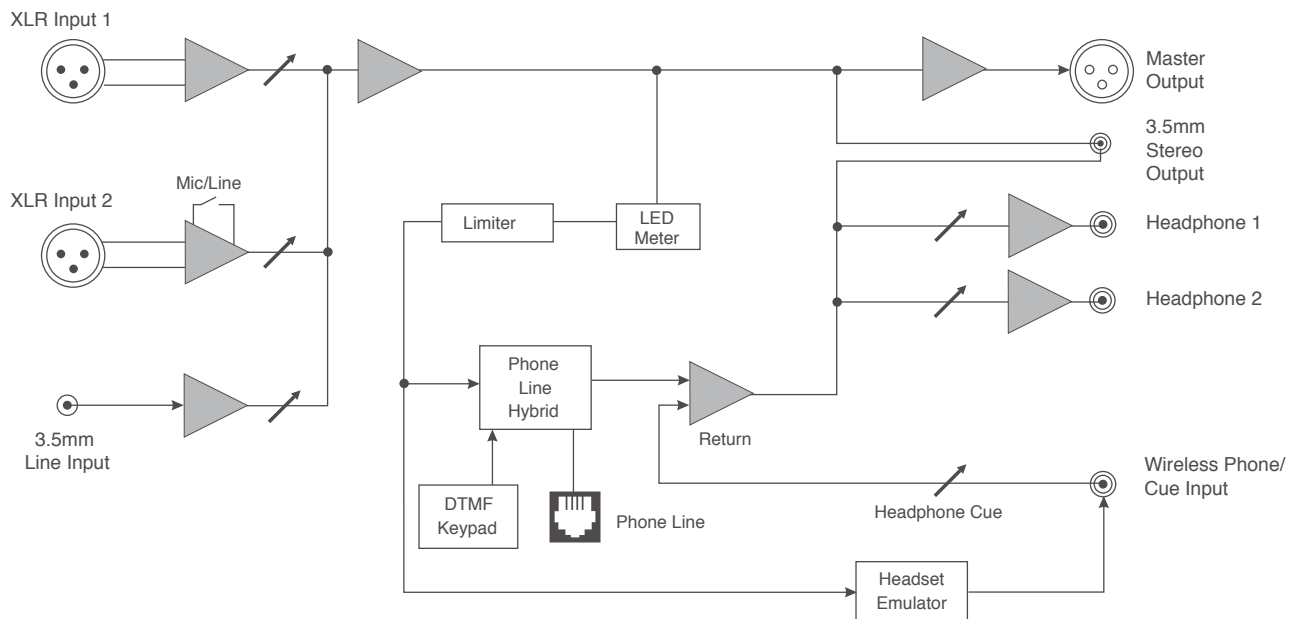 XLR Input 1
Master
Output
3.5mm
Stereo
Output
Mic/Line
XLR Input 2
Limiter
LED
Meter
Headphone 1
Headphone 2
Phone
Line
Hybrid
Return
3.5mm
Line Input
Wireless Phone/
Cue Input
DTMF
Keypad
Phone Line
Headphone Cue
Headset
Emulator